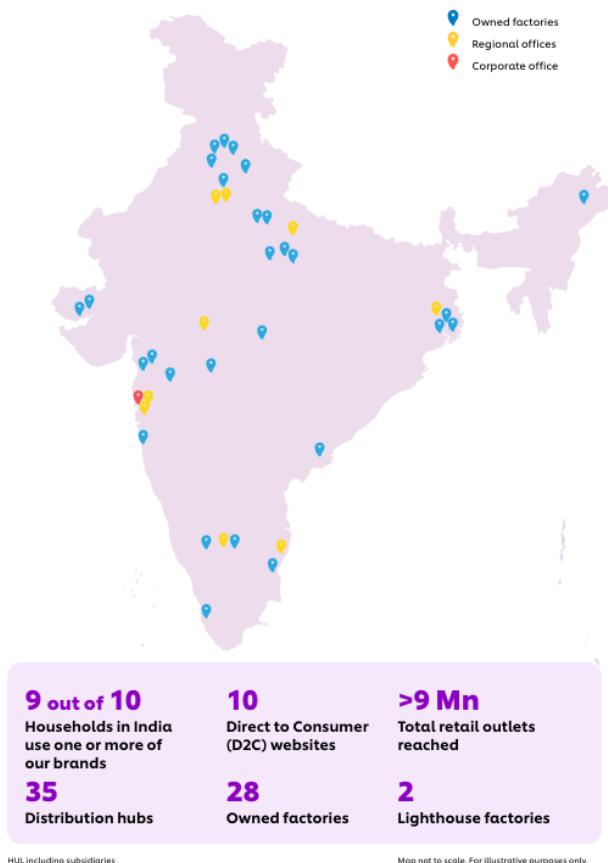 Owned factories
Regional offices
Corporate office
9 out of 10
Households in India
use one or more of
our brands
10
Direct to Consumer
(D2C) websites
>9 Mn
Total retail outlets
reached
35
Distribution hubs
28
Owned factories
2
Lighthouse factories
HUL including subsidiaries
Map not to scale. For illustrative purposes only.